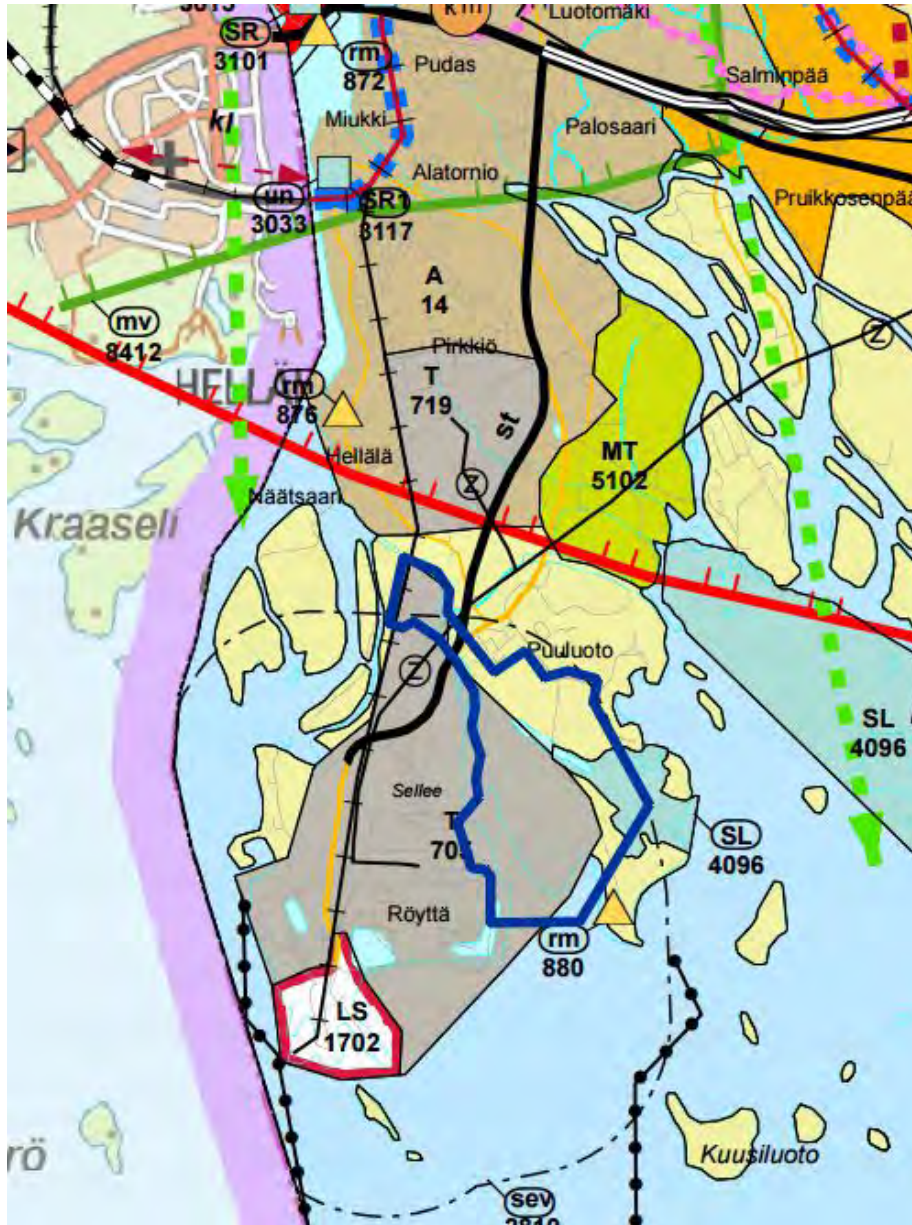 SR
3101
km
Luotomäki
rm
872
Pudas
Salminpää
kl
Miukki
Palosaari
Alatornio
un
3033
SR1
3117
Pruikkosenpää
A
14
mv
8412
Pirkkiö
T
719
rm
876
st
MT
5102
Hellälä
Z
Z
Näätsaari
Kraaseli
Puuluoto
Z
SL
4096
Sellee
T
705
SL
4096
Röyttä
rm
880
LS
1702
Kuusiluoto
sev